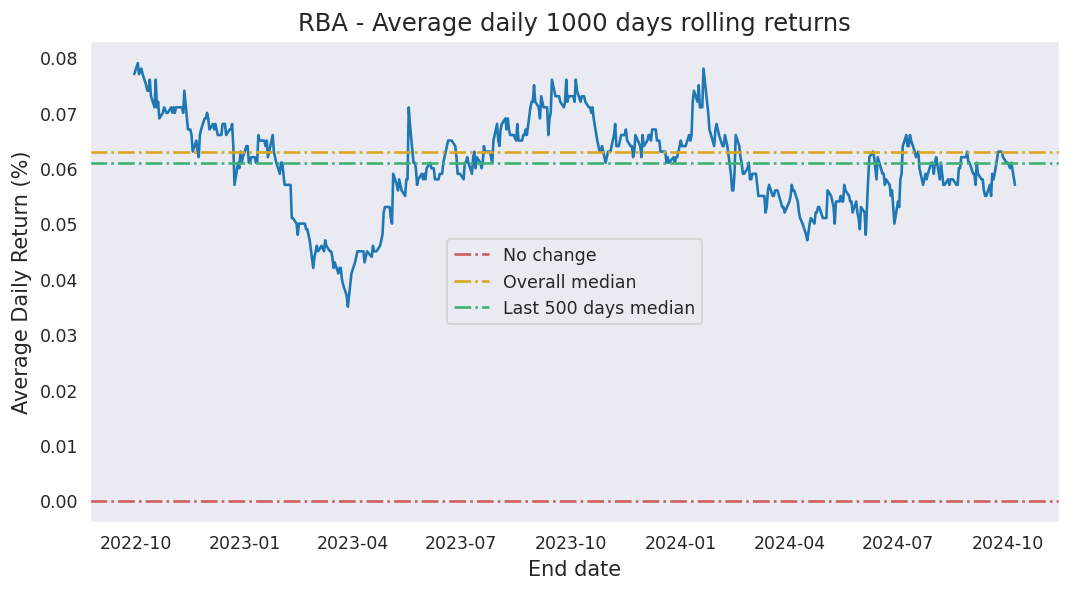 RBA - Average daily 1000 days rolling returns
Average Daily Return (%)
0.08
0.07
0.06
0.05
0.04
0.03
0.02
0.01
0.00
No change
Overall median
Last 500 days median
2022-10 2023-01 2023-04 2023-07 2023-10 2024-01 2024-04 2024-07 2024-10
End date